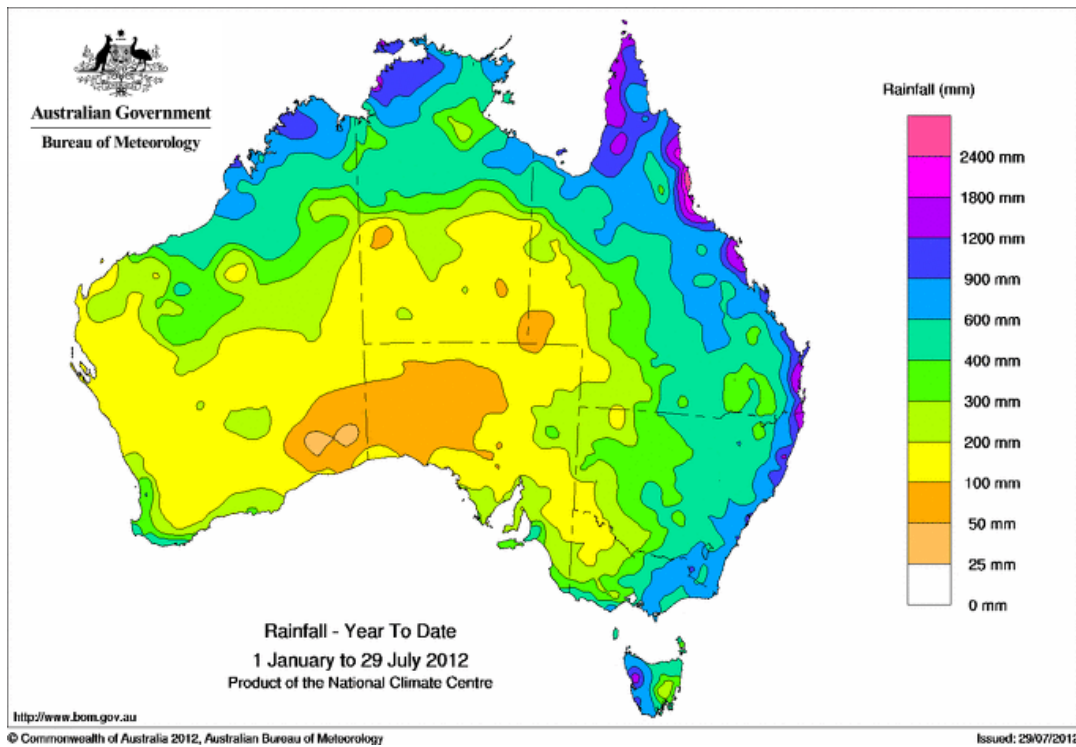 Australian Government
Bureau of Meteorology
Rainfall (mm)
2400 mm
1800 mm
1200 mm
900 mm
600 mm
400 mm
300 mm
200 mm
100 mm
50 mm
25 mm
0 mm
Rainfall - Year To Date
1 January to 29 July 2012
Product of the National Climate Centre
http://www.bom.gov.au
© Commonwealth of Australia 2012, Australian Bureau of Meteorology
Issued: 29/07/2012